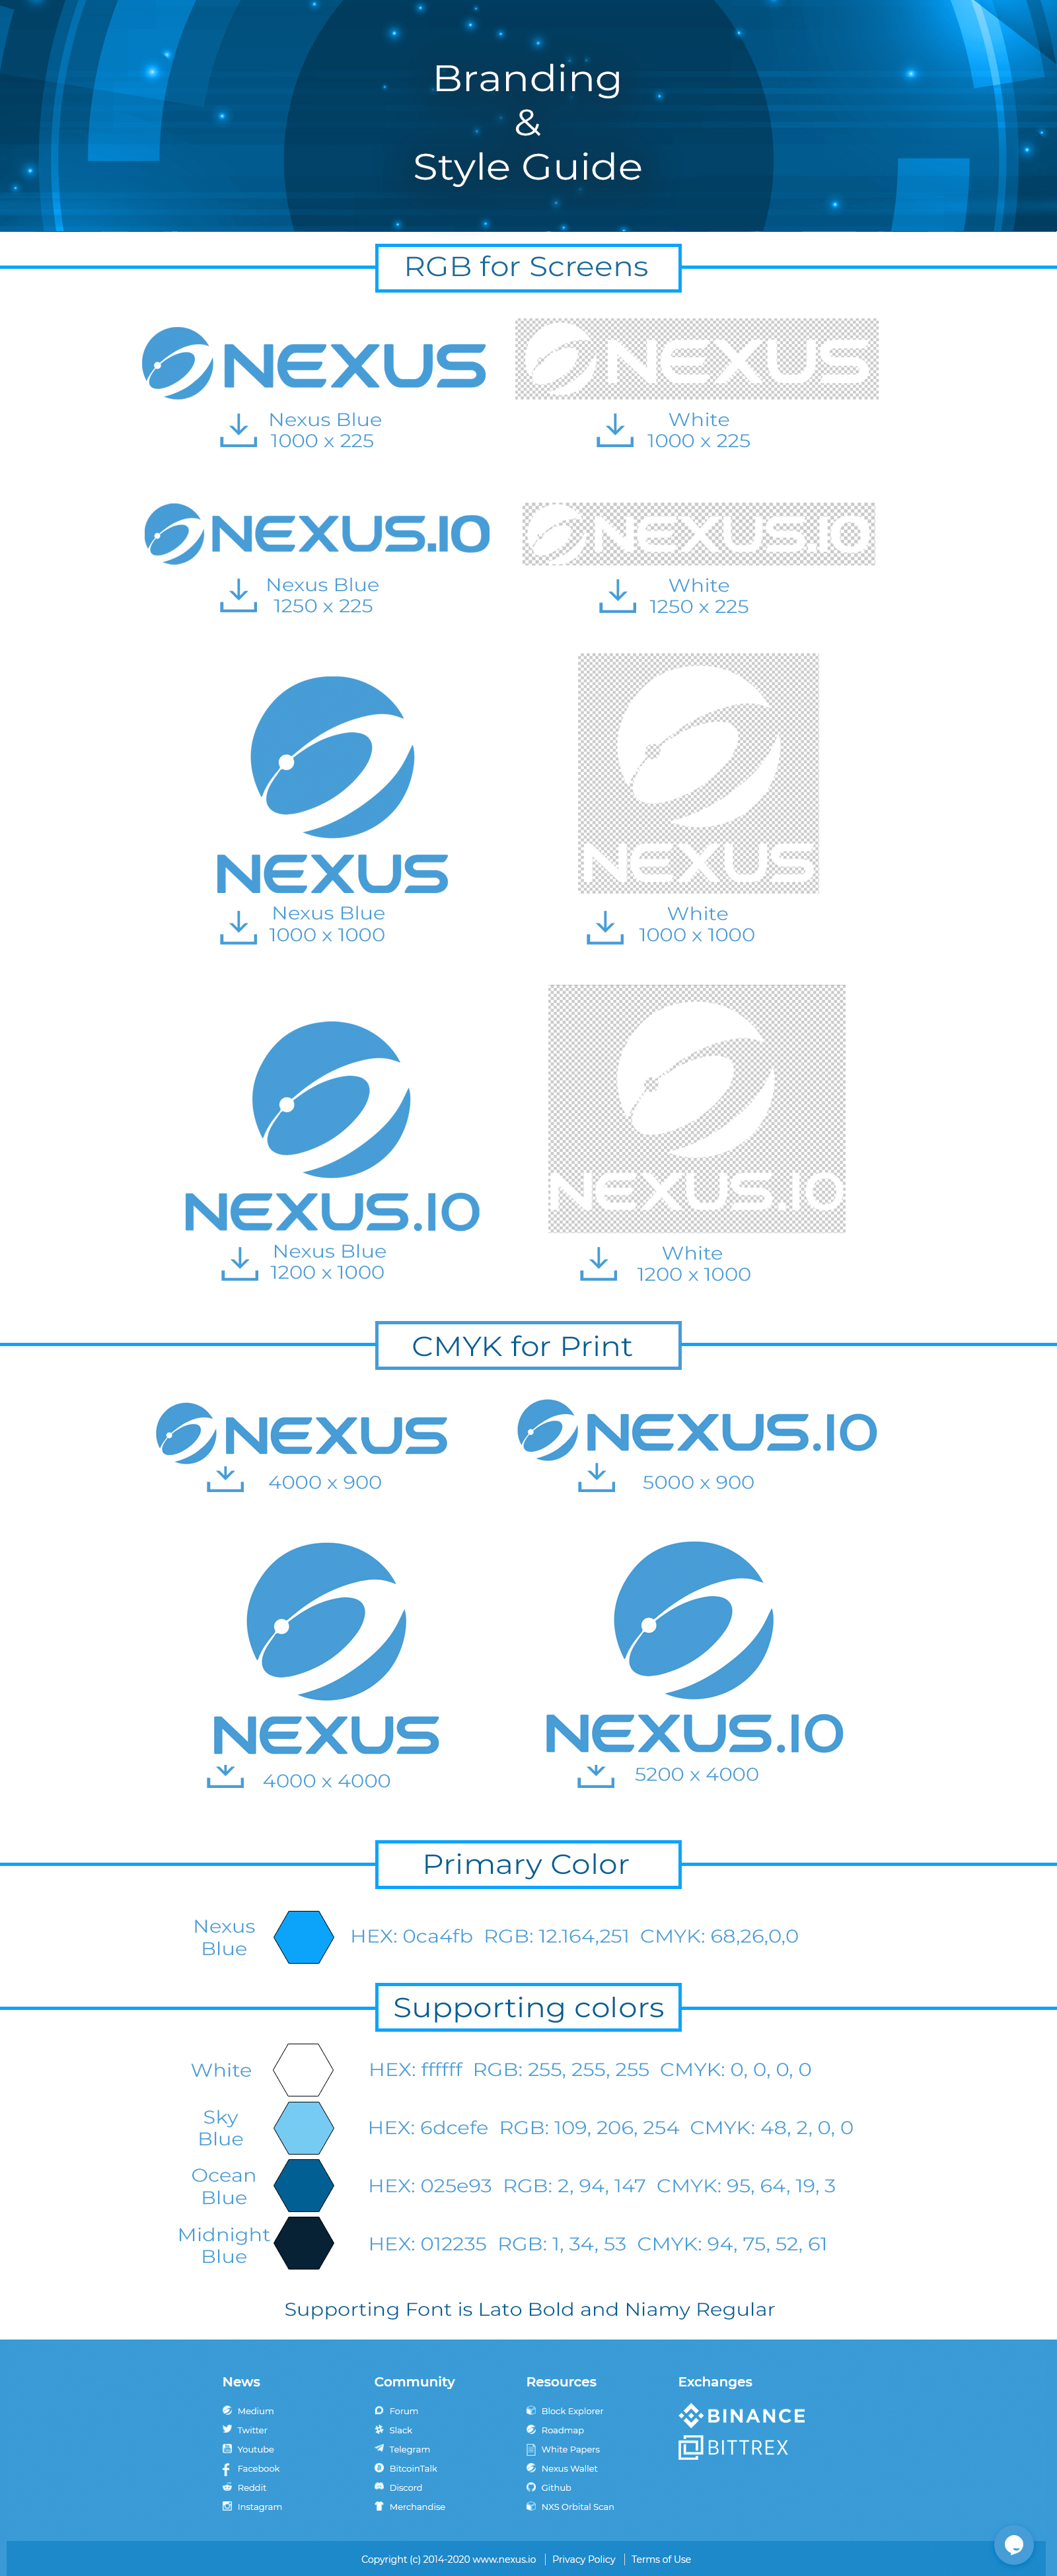 Branding
&
Style Guide
RGB for Screens
NEXUS
NEXUS
Nexus Blue
1000 x 225
White
1000 x 225
NEXUS.IO
NEXUS.IO
Nexus Blue
1250 x 225
White
1250 x 225
NEXUS
NEXUS
Nexus Blue
1000 x 1000
White
1000 x 1000
NEXUS.IO
NEXUS.IO
Nexus Blue
1200 x 1000
White
1200 x 1000
CMYK for Print
NEXUS
NEXUS.IO
4000 x 900
5000 x 900
NEXUS
NEXUS.IO
4000 x 4000
5200 x 4000
Primary Color
Nexus
Blue
HEX: 0ca4fb RGB: 12.164,251 CMYK: 68,26,0,0
Supporting colors
White
HEX: ffffff RGB: 255, 255, 255 CMYK: 0, 0, 0, 0
Sky
Blue
HEX: 6dcefe RGB: 109, 206, 254 CMYK: 48, 2, 0, 0
Ocean
Blue
HEX: 025e93 RGB: 2, 94, 147 CMYK: 95, 64, 19, 3
Midnight
Blue
HEX: 012235 RGB: 1, 34, 53 CMYK: 94, 75, 52, 61
Supporting Font is Lato Bold and Niamy Regular
News
Medium
Twitter
Youtube
Facebook
Reddit
Instagram
Community
Forum
Slack
Telegram
BitcoinTalk
Discord
Merchandise
Resources
Block Explorer
Roadmap
White Papers
Nexus Wallet
Github
NXS Orbital Scan
Exchanges
BINANCE
BITTREX
Copyright (c) 2014-2020 www.nexus.io | Privacy Policy | Terms of Use